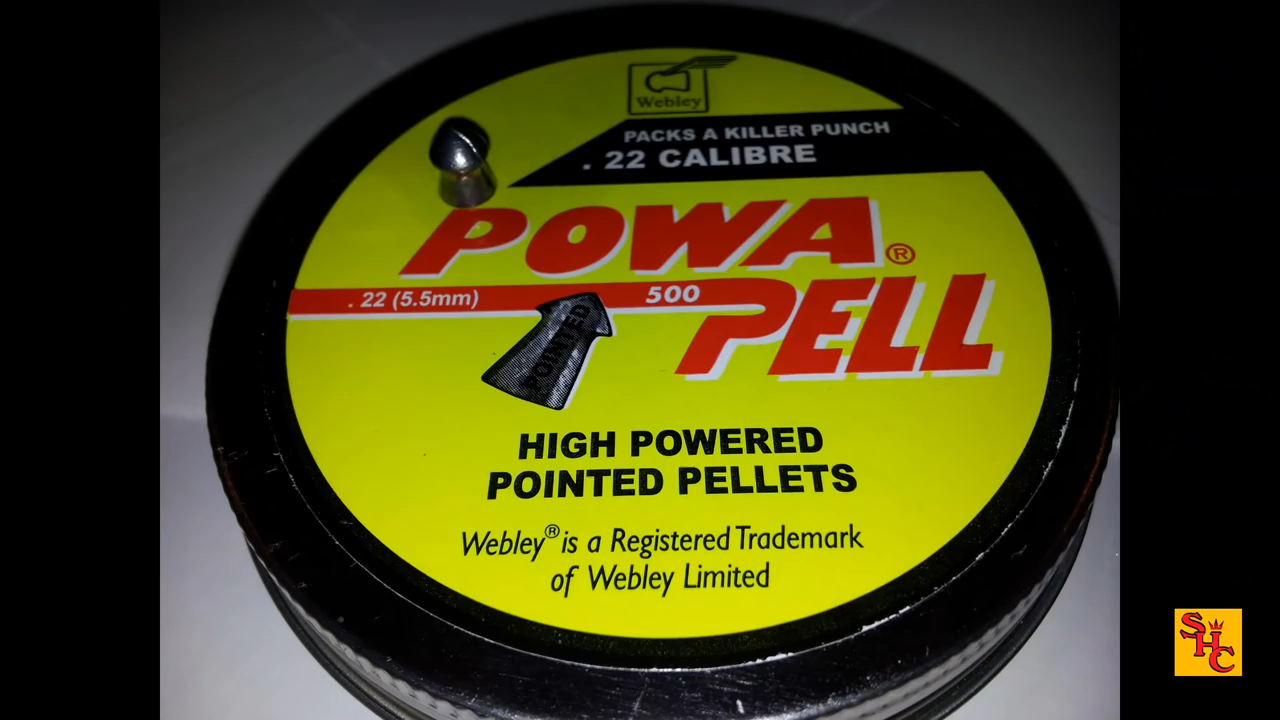 Webley
PACKS A KILLER PUNCH
. 22 CALIBRE
POWA®
. 22 (5.5mm)
500
PELL
POINTED
HIGH POWERED
POINTED PELLETS
Webley® is a Registered Trademark
of Webley Limited
SHC